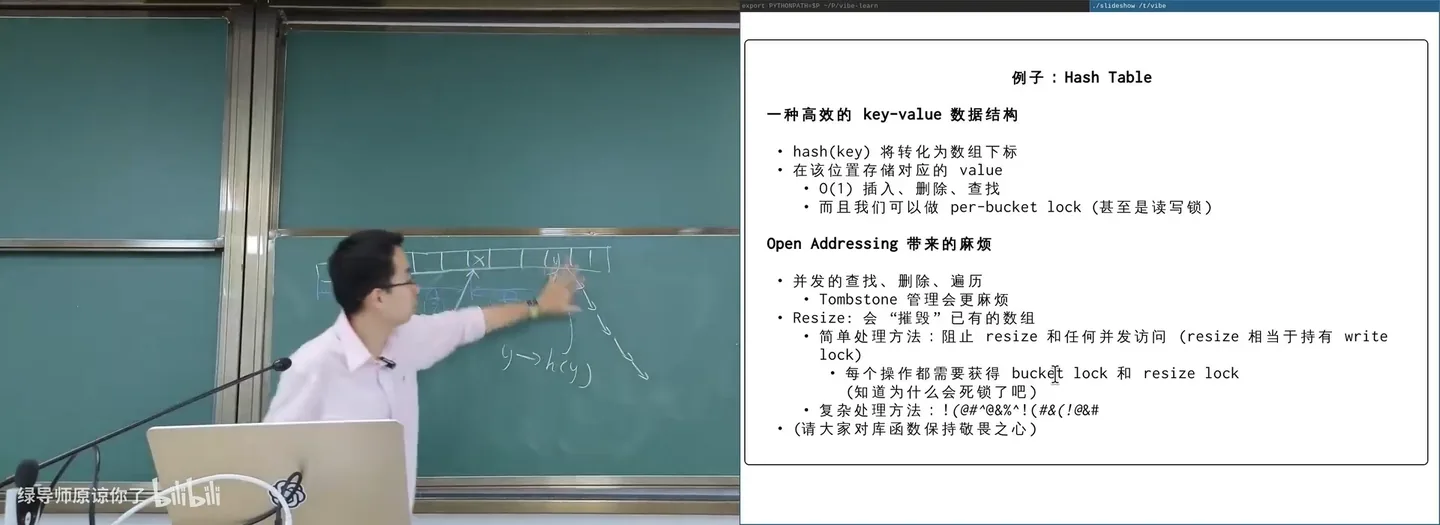 export PYTHONPATH=$P ~/P/vibe-learn
./slideshow /t/vibe
例子：Hash Table
一种高效的 key-value 数据结构
• hash(key) 将转化为数组下标
• 在该位置存储对应的 value
• O(1) 插入、删除、查找
• 而且我们可以做 per-bucket lock (甚至是读写锁)
Open Addressing 带来的麻烦
• 并发的查找、删除、遍历
• Tombstone 管理会更麻烦
• Resize: 会 “摧毁” 已有的数组
• 简单处理方法：阻止 resize 和任何并发访问 (resize 相当于持有 write
lock)
• 每个操作都需要获得 bucket lock 和 resize lock
(知道为什么会死锁了吧)
• 复杂处理方法：!(@#^@&%^!(#&(!@&#
• (请大家对库函数保持敬畏之心)
x
y
y → h(y)
绿导师原谅你了 bilibili